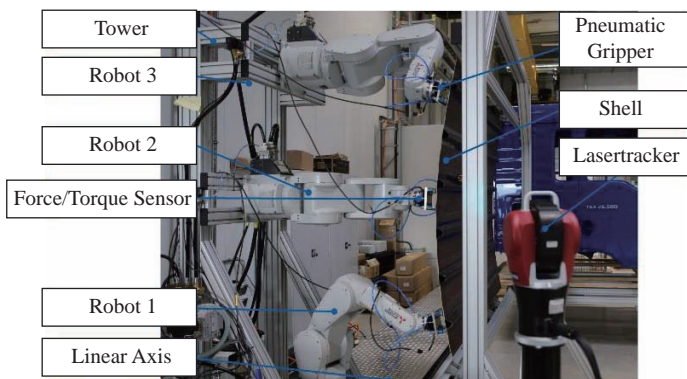 Tower
Robot 3
Robot 2
Force/Torque Sensor
Robot 1
Linear Axis
Pneumatic
Gripper
Shell
Lasertracker